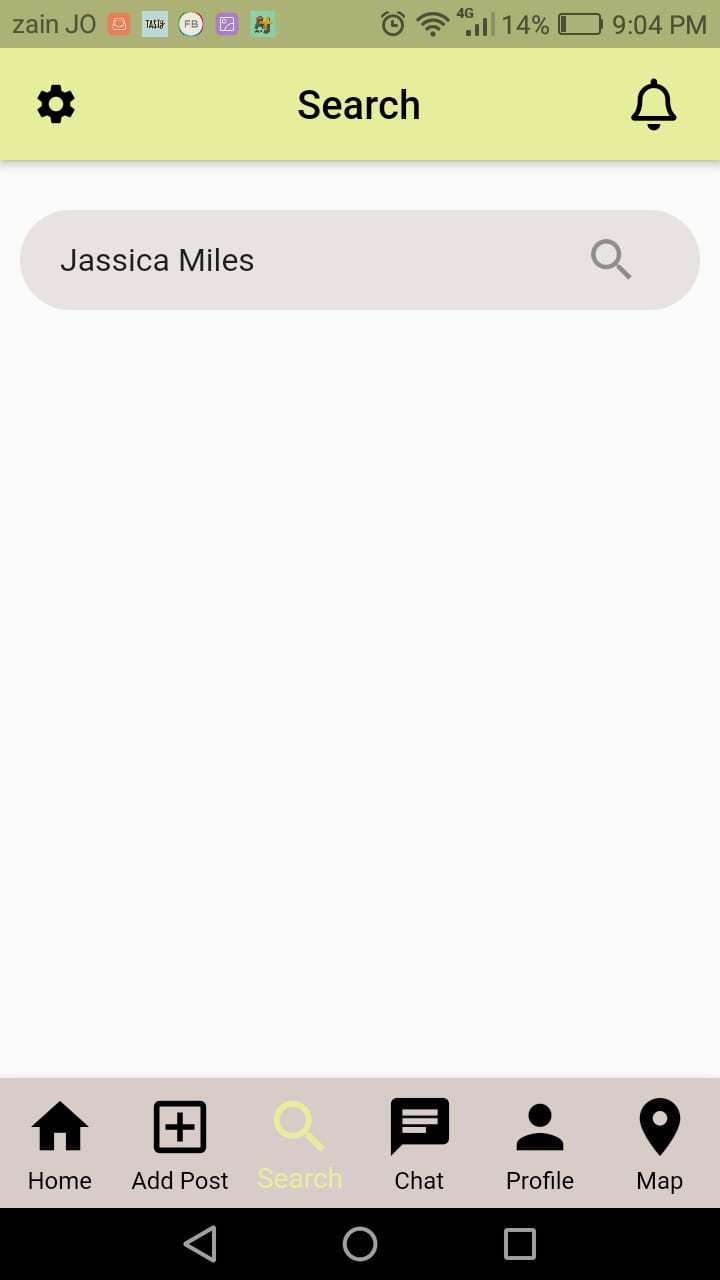 zain JO TASTY FB 4G 14% 9:04 PM
Search
Jassica Miles
Home Add Post Search Chat Profile Map